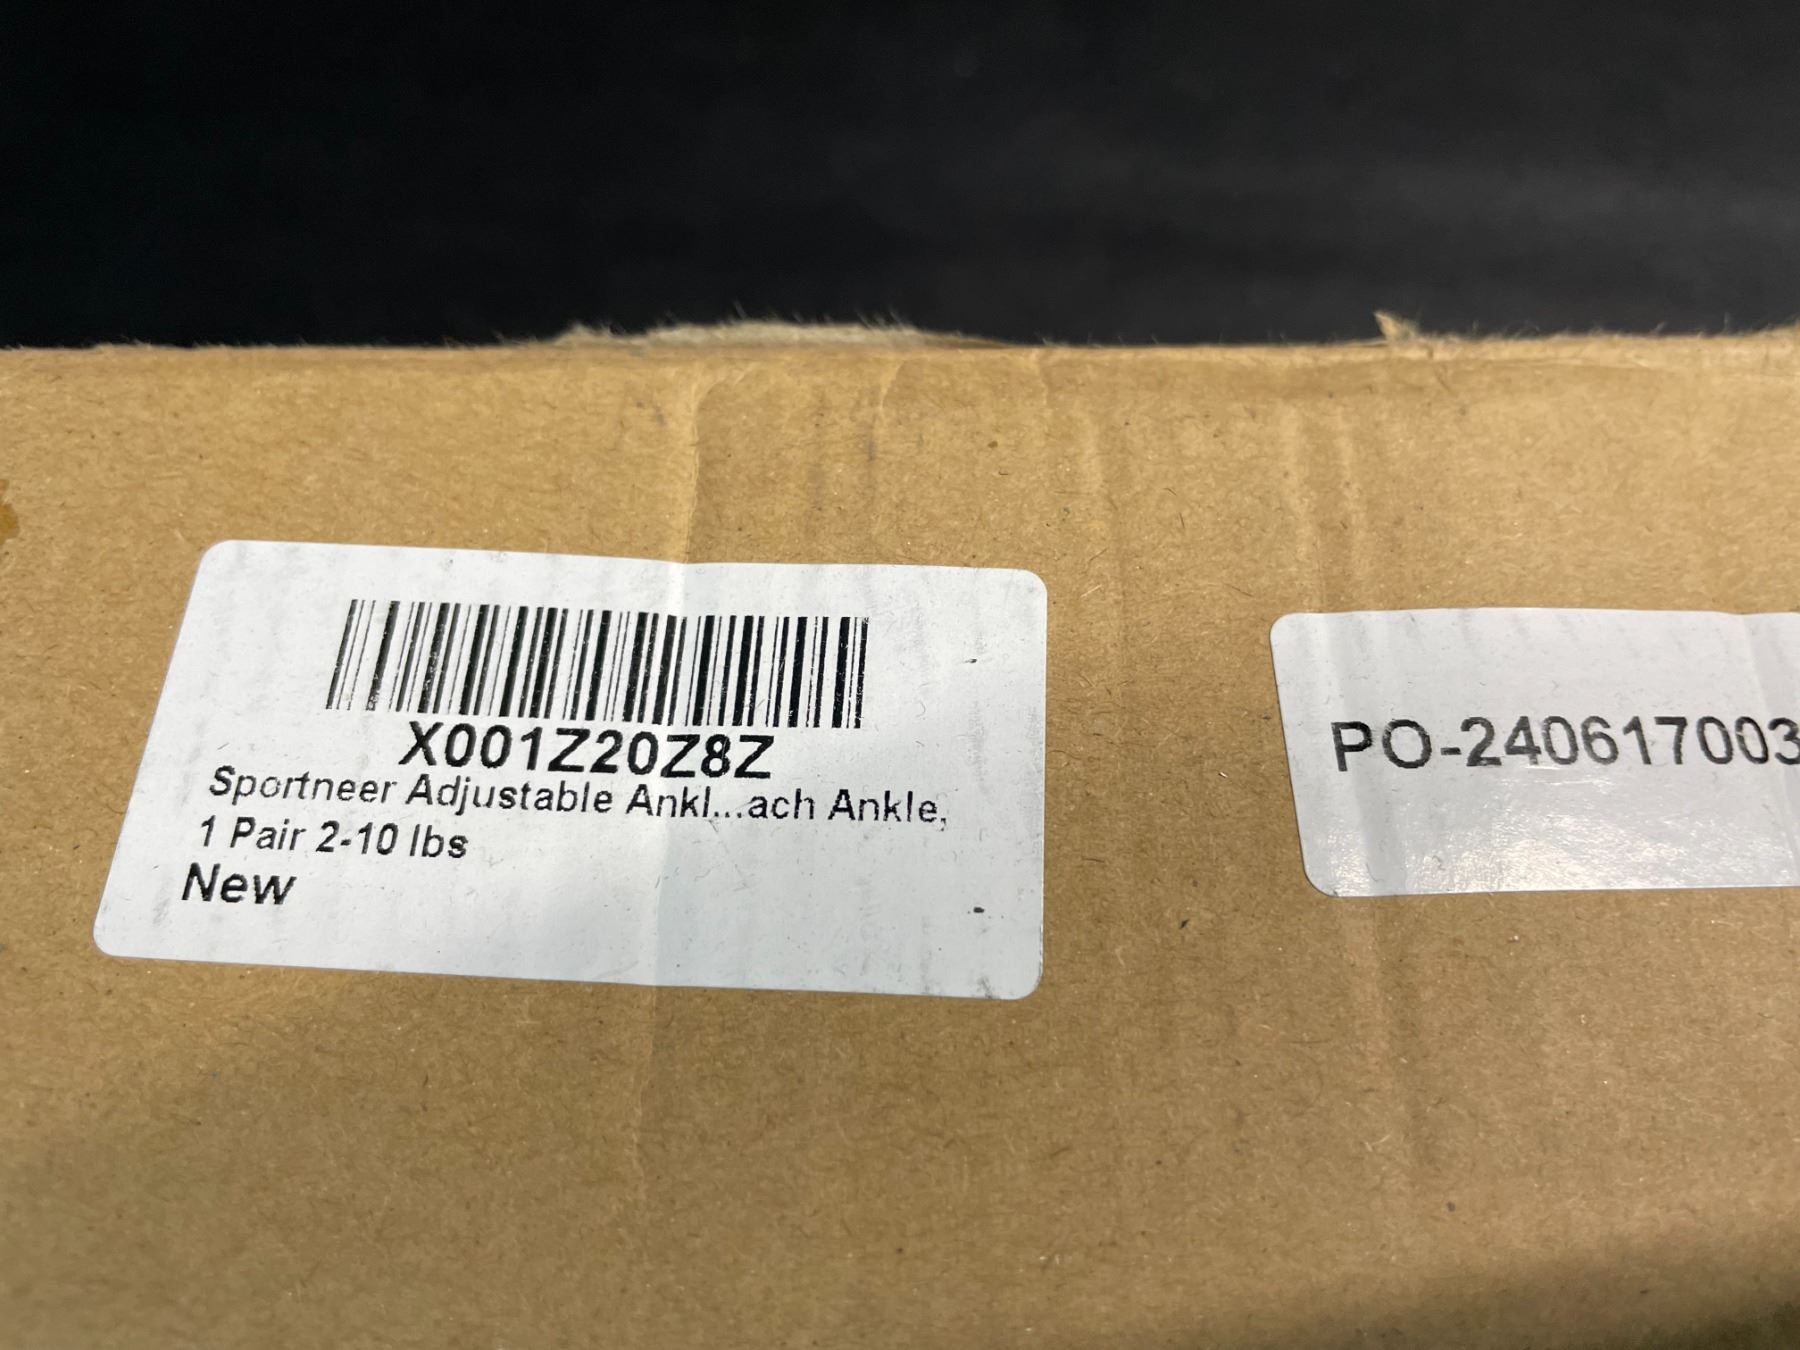 X001Z20Z8Z
Sportneer Adjustable Ankl...ach Ankle,
1 Pair 2-10 lbs
New
PO-240617003